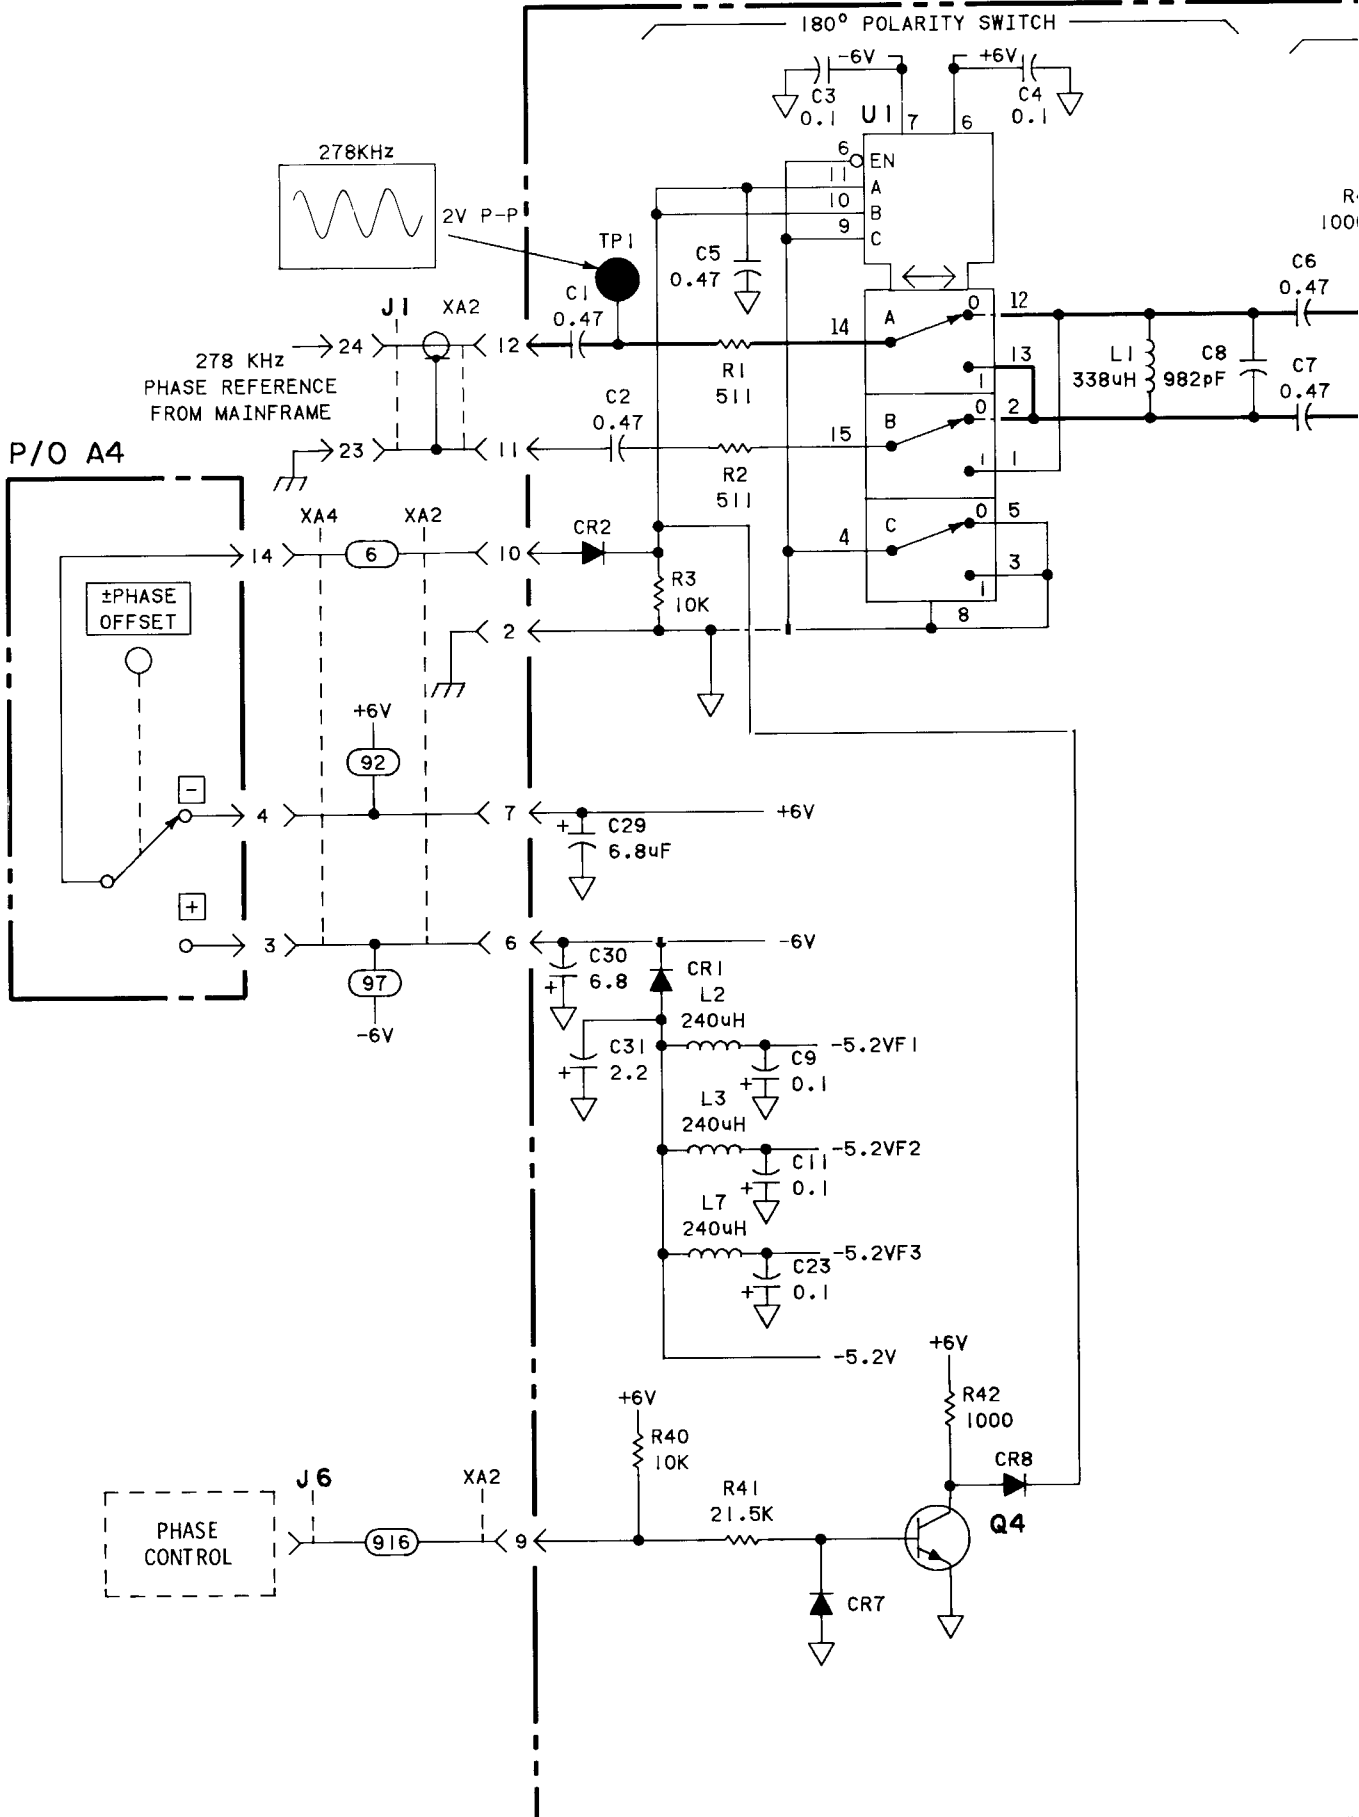 180° POLARITY SWITCH
-6V
+6V
C3
0.1
C4
0.1
U1
7
6
278KHz
6
EN
11
A
10
B
9
C
2V P-P
TP1
C5
0.47
R4
1000
C6
0.47
J1
XA2
C1
0.47
14
A
0
12
24
12
278 KHz
PHASE REFERENCE
FROM MAINFRAME
R1
511
13
1
L1
338uH
C8
982pF
C7
0.47
C2
0.47
15
B
0
2
23
11
R2
511
1
1
P/O A4
XA4
XA2
CR2
4
C
0
5
14
6
10
R3
10K
3
1
±PHASE
OFFSET
2
8
+6V
92
-
4
7
+6V
C29
6.8uF
+
+
3
6
-6V
97
-6V
C30
6.8
+
CR1
L2
240uH
C31
2.2
+
-5.2VF1
C9
0.1
+
L3
240uH
-5.2VF2
C11
0.1
+
L7
240uH
-5.2VF3
C23
0.1
+
-5.2V
+6V
R42
1000
+6V
R40
10K
CR8
J6
XA2
R41
21.5K
Q4
PHASE
CONTROL
916
9
CR7